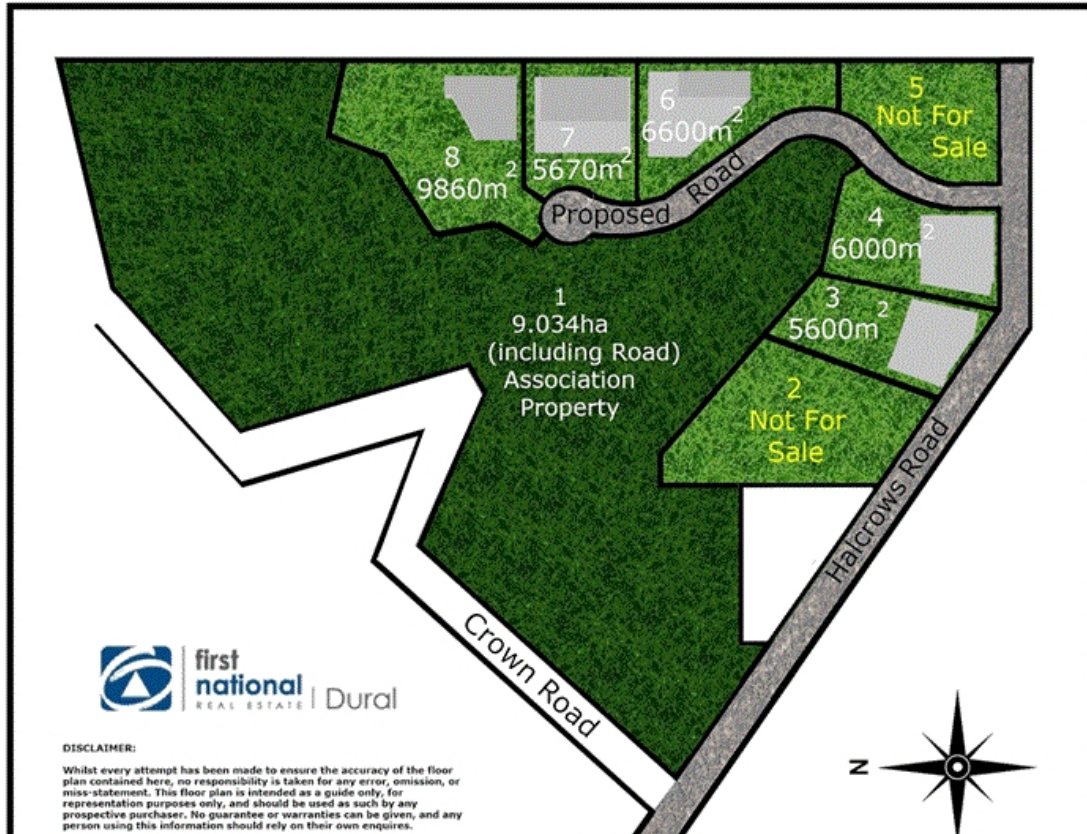 5
Not For
Sale
6
6600m²
7
5670m²
8
9860m²
Proposed Road
4
6000m²
3
5600m²
1
9.034ha
(including Road)
Association
Property
2
Not For
Sale
Halcrows Road
Crown Road
first
national
REAL ESTATE
Dural
N
DISCLAIMER:
Whilst every attempt has been made to ensure the accuracy of the floor
plan contained here, no responsibility is taken for any error, omission, or
miss-statement. This floor plan is intended as a guide only, for
representation purposes only, and should be used as such by any
prospective purchaser. No guarantee or warranties can be given, and any
person using this information should rely on their own enquires.